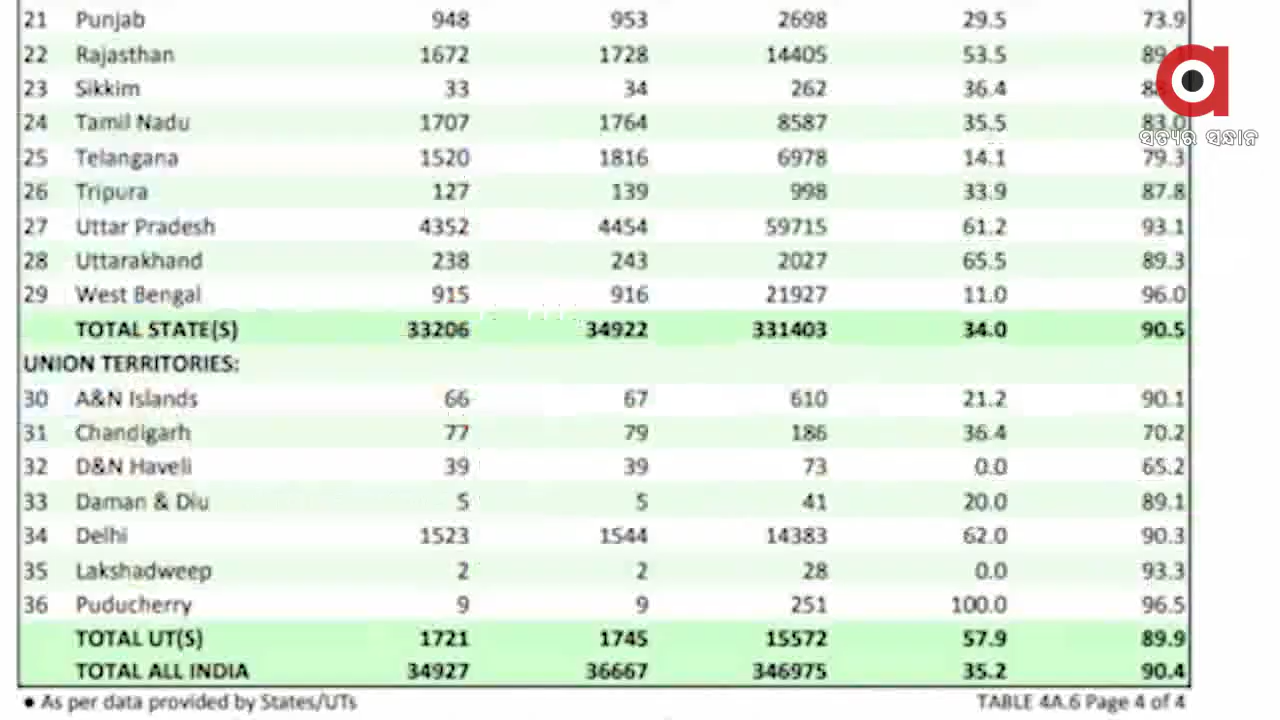 21 Punjab 948 953 2698 29.5 73.9
22 Rajasthan 1672 1728 14405 53.5
23 Sikkim 33 34 262 36.4
24 Tamil Nadu 1707 1764 8587 35.5 83.0
ସତ୍ୟର ସନ୍ଧାନ
25 Telangana 1520 1816 6978 14.1 79.3
26 Tripura 127 139 998 33.9 87.8
27 Uttar Pradesh 4352 4454 59715 61.2 93.1
28 Uttarakhand 238 243 2027 65.5 89.3
29 West Bengal 915 916 21927 11.0 96.0
TOTAL STATE(S) 33206 34922 331403 34.0 90.5
UNION TERRITORIES:
30 A&N Islands 66 67 610 21.2 90.1
31 Chandigarh 77 79 186 36.4 70.2
32 D&N Haveli 39 39 73 0.0 65.2
33 Daman & Diu 5 5 41 20.0 89.1
34 Delhi 1523 1544 14383 62.0 90.3
35 Lakshadweep 2 2 28 0.0 93.3
36 Puducherry 9 9 251 100.0 96.5
TOTAL UT(S) 1721 1745 15572 57.9 89.9
TOTAL ALL INDIA 34927 36667 346975 35.2 90.4
● As per data provided by States/UTs TABLE 4A.6 Page 4 of 4